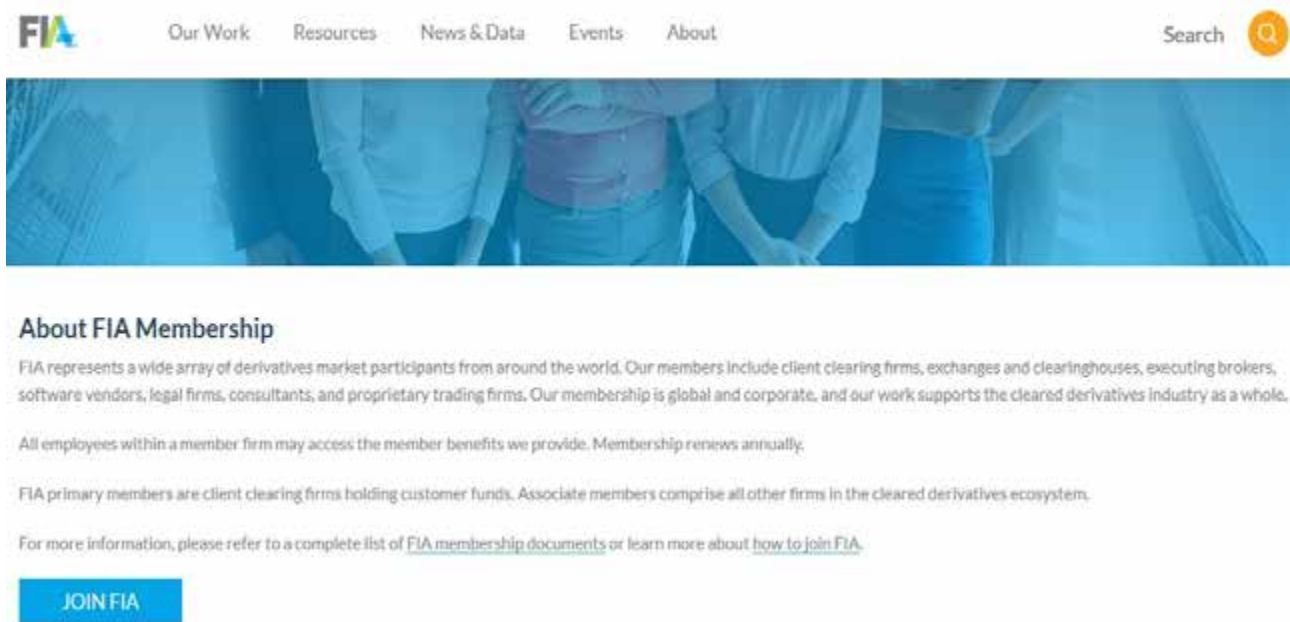 FIA
Our Work Resources News & Data Events About Search
About FIA Membership
FIA represents a wide array of derivatives market participants from around the world. Our members include client clearing firms, exchanges and clearinghouses, executing brokers,
software vendors, legal firms, consultants, and proprietary trading firms. Our membership is global and corporate, and our work supports the cleared derivatives industry as a whole.
All employees within a member firm may access the member benefits we provide. Membership renews annually.
FIA primary members are client clearing firms holding customer funds. Associate members comprise all other firms in the cleared derivatives ecosystem.
For more information, please refer to a complete list of FIA membership documents or learn more about how to join FIA.
JOIN FIA